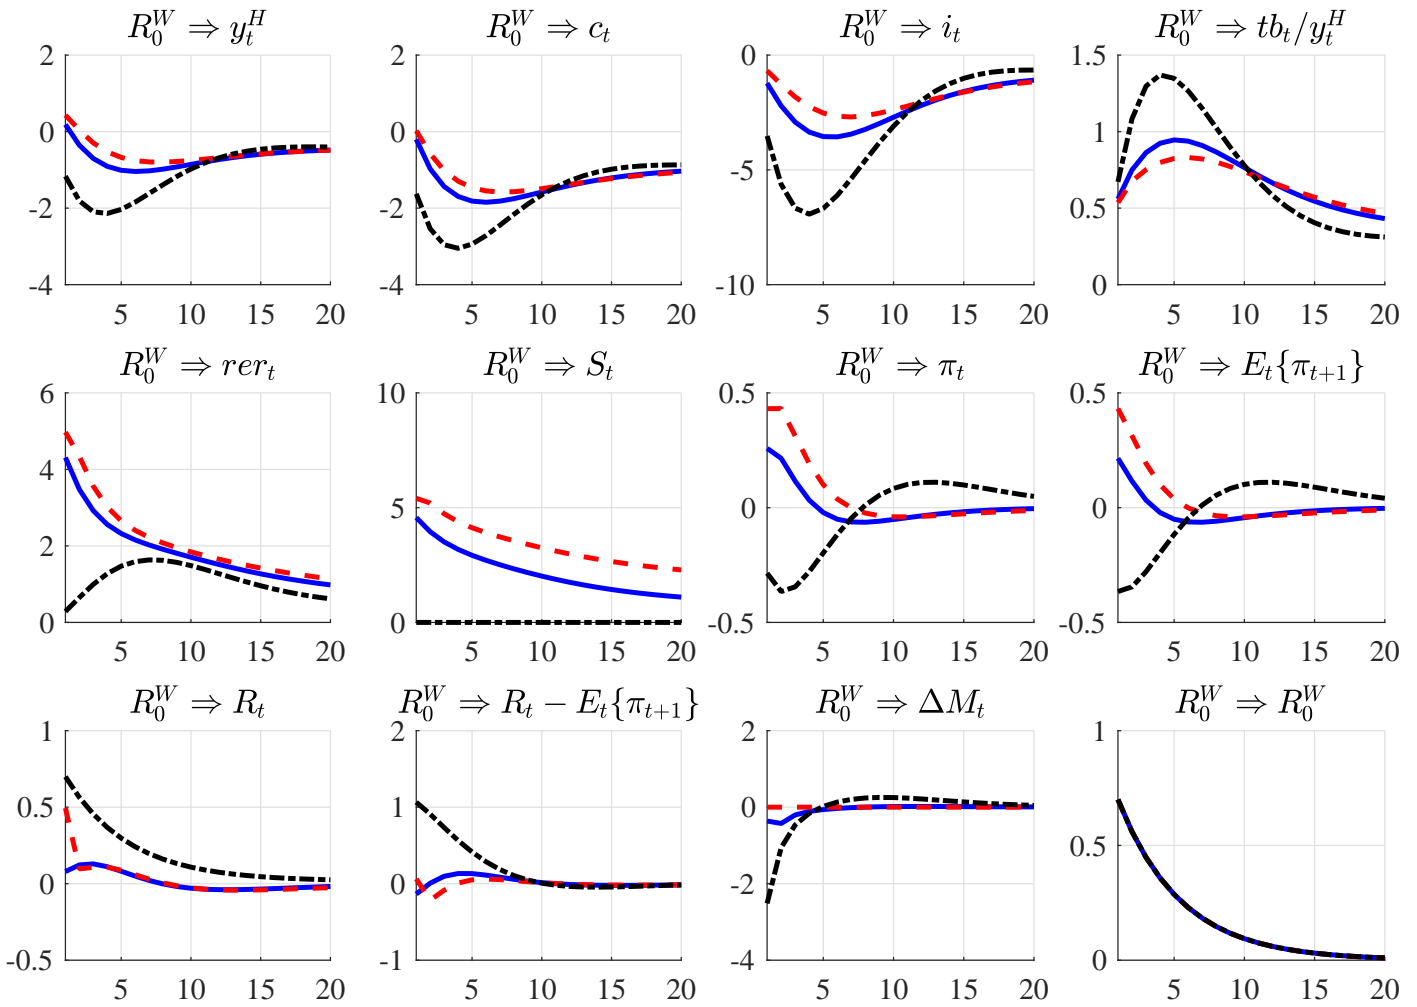 R_0^W ⇒ y_t^H
2
0
-2
-4
5 10 15 20
R_0^W ⇒ c_t
2
0
-2
-4
5 10 15 20
R_0^W ⇒ i_t
0
-5
-10
5 10 15 20
R_0^W ⇒ tb_t/y_t^H
1.5
1
0.5
0
5 10 15 20
R_0^W ⇒ rer_t
6
4
2
0
5 10 15 20
R_0^W ⇒ S_t
10
5
0
5 10 15 20
R_0^W ⇒ π_t
0.5
0
-0.5
5 10 15 20
R_0^W ⇒ E_t{π_{t+1}}
0.5
0
-0.5
5 10 15 20
R_0^W ⇒ R_t
1
0.5
0
-0.5
5 10 15 20
R_0^W ⇒ R_t − E_t{π_{t+1}}
2
1
0
-1
5 10 15 20
R_0^W ⇒ ΔM_t
2
0
-2
-4
5 10 15 20
R_0^W ⇒ R_0^W
1
0.5
0
5 10 15 20